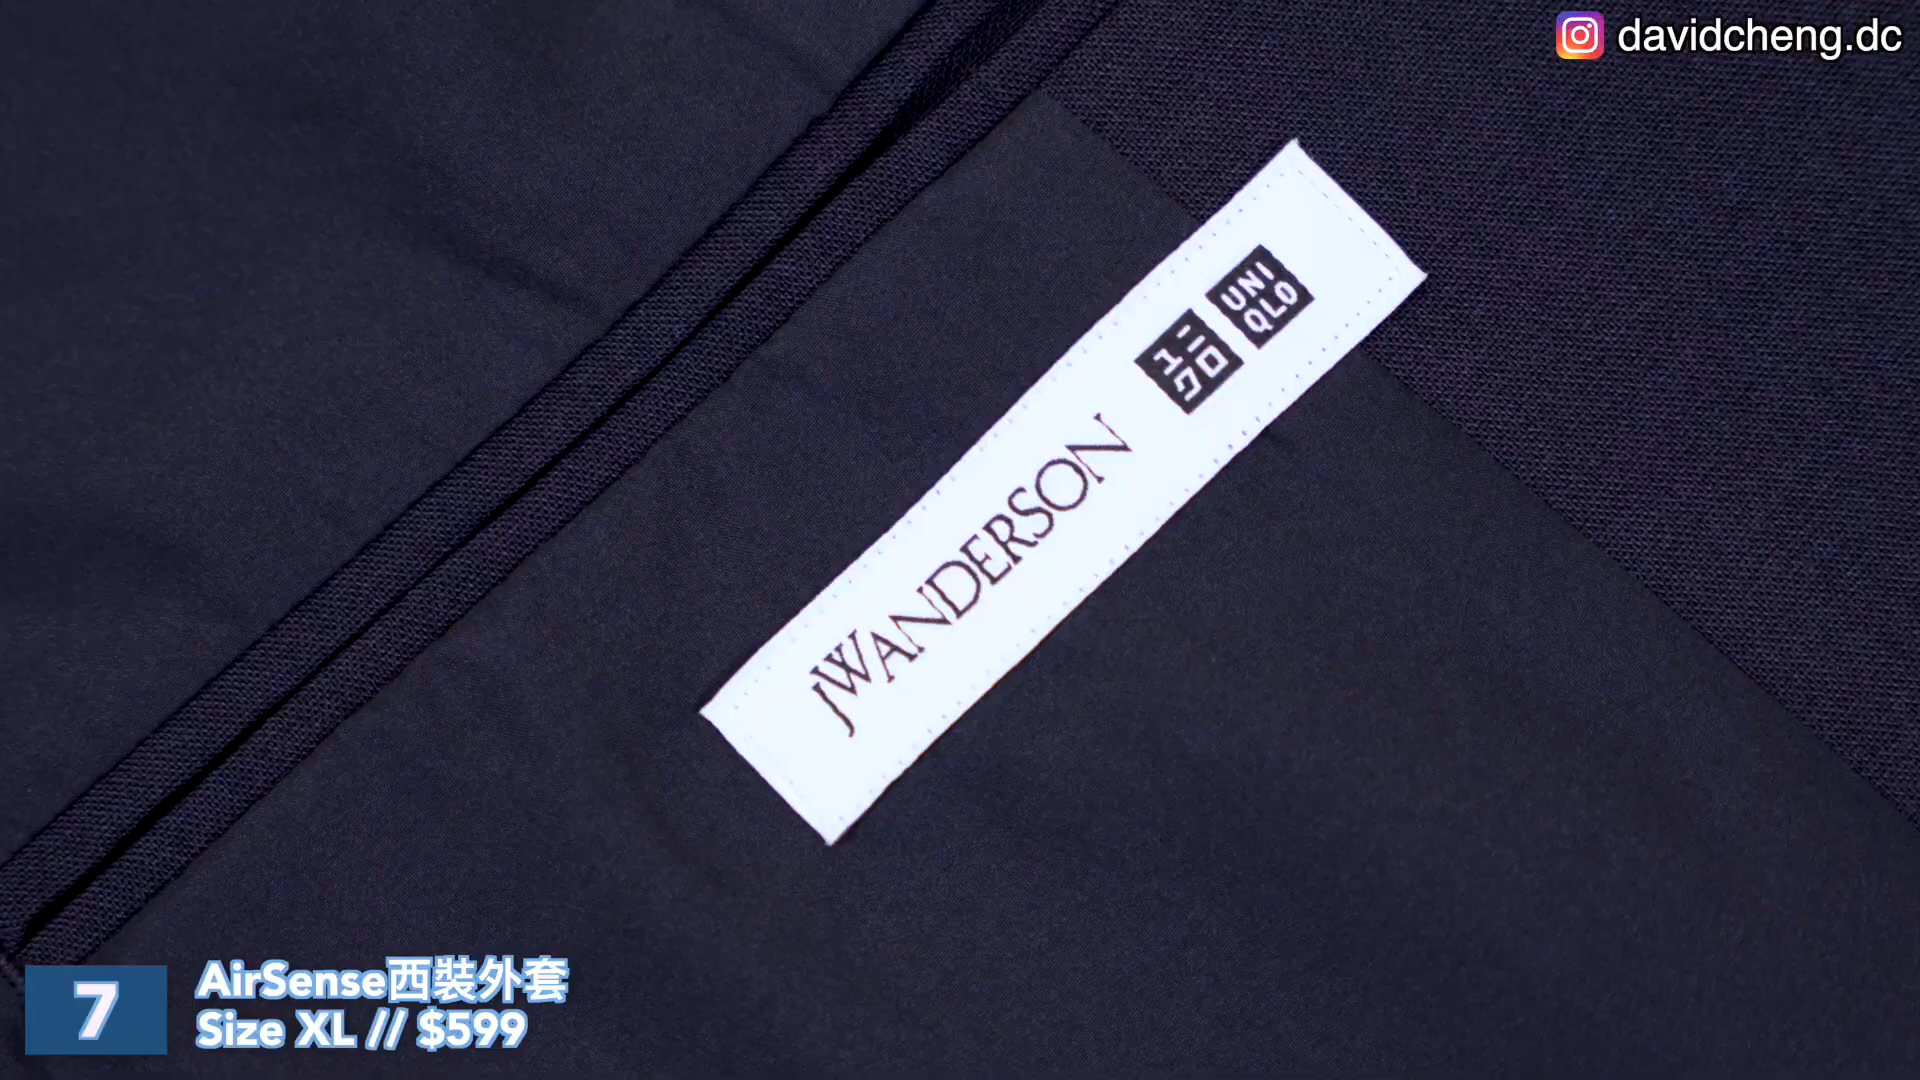 davidcheng.dc
UNI
QLO
ユニ
クロ
JWANDERSON
7
AirSense西裝外套
Size XL // $599